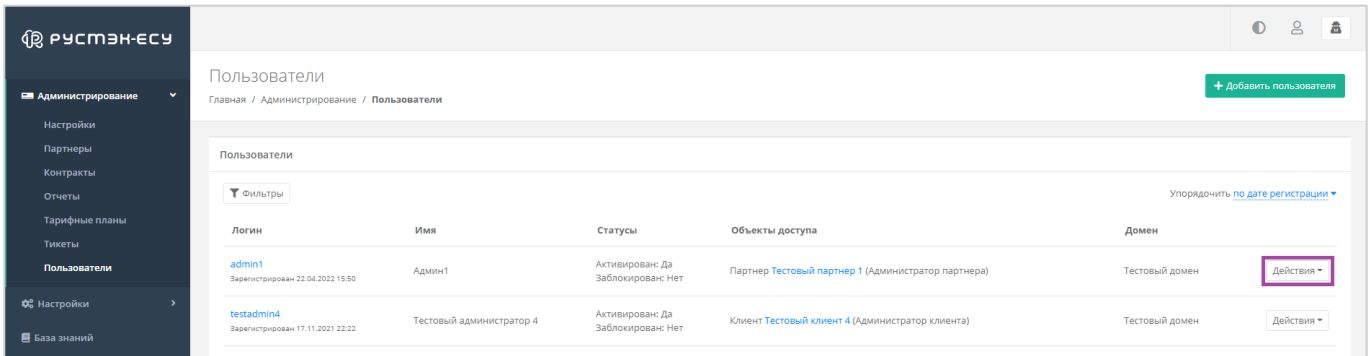 РУСТЭК-ЕСУ
Администрирование
Настройки
Партнеры
Контракты
Отчеты
Тарифные планы
Тикеты
Пользователи
Настройки
База знаний
Пользователи
Главная / Администрирование / Пользователи
+ Добавить пользователя
Пользователи
Фильтры
Упорядочить по дате регистрации
Логин Имя Статусы Объекты доступа Домен
admin1
Зарегистрирован 22.04.2022 15:50
Админ1
Активирован: Да
Заблокирован: Нет
Партнер Тестовый партнер 1 (Администратор партнера)
Тестовый домен
Действия
testadmin4
Зарегистрирован 17.11.2021 22:22
Тестовый администратор 4
Активирован: Да
Заблокирован: Нет
Клиент Тестовый клиент 4 (Администратор клиента)
Тестовый домен
Действия